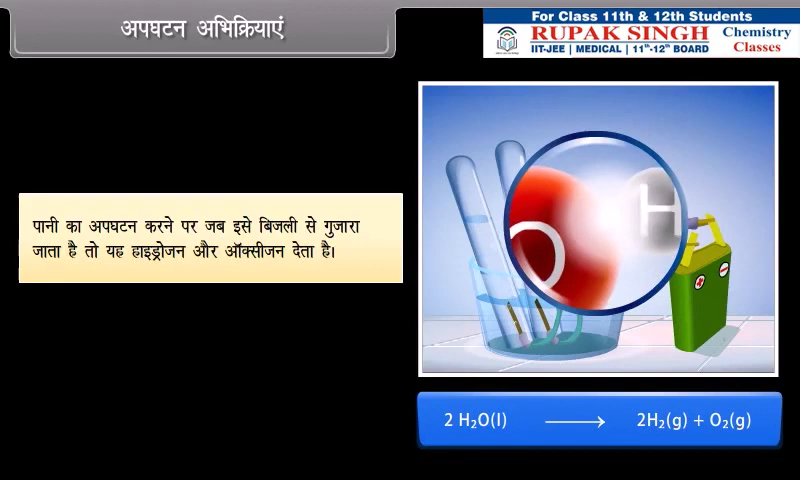 अपघटन अभिक्रियाएं
For Class 11th & 12th Students
RUPAK SINGH
IIT-JEE | MEDICAL | 11th-12th BOARD
Chemistry
Classes
पानी का अपघटन करने पर जब इसे बिजली से गुजारा
जाता है तो यह हाइड्रोजन और ऑक्सीजन देता है।
O
H
+
−
2 H₂O(l) ⟶ 2H₂(g) + O₂(g)